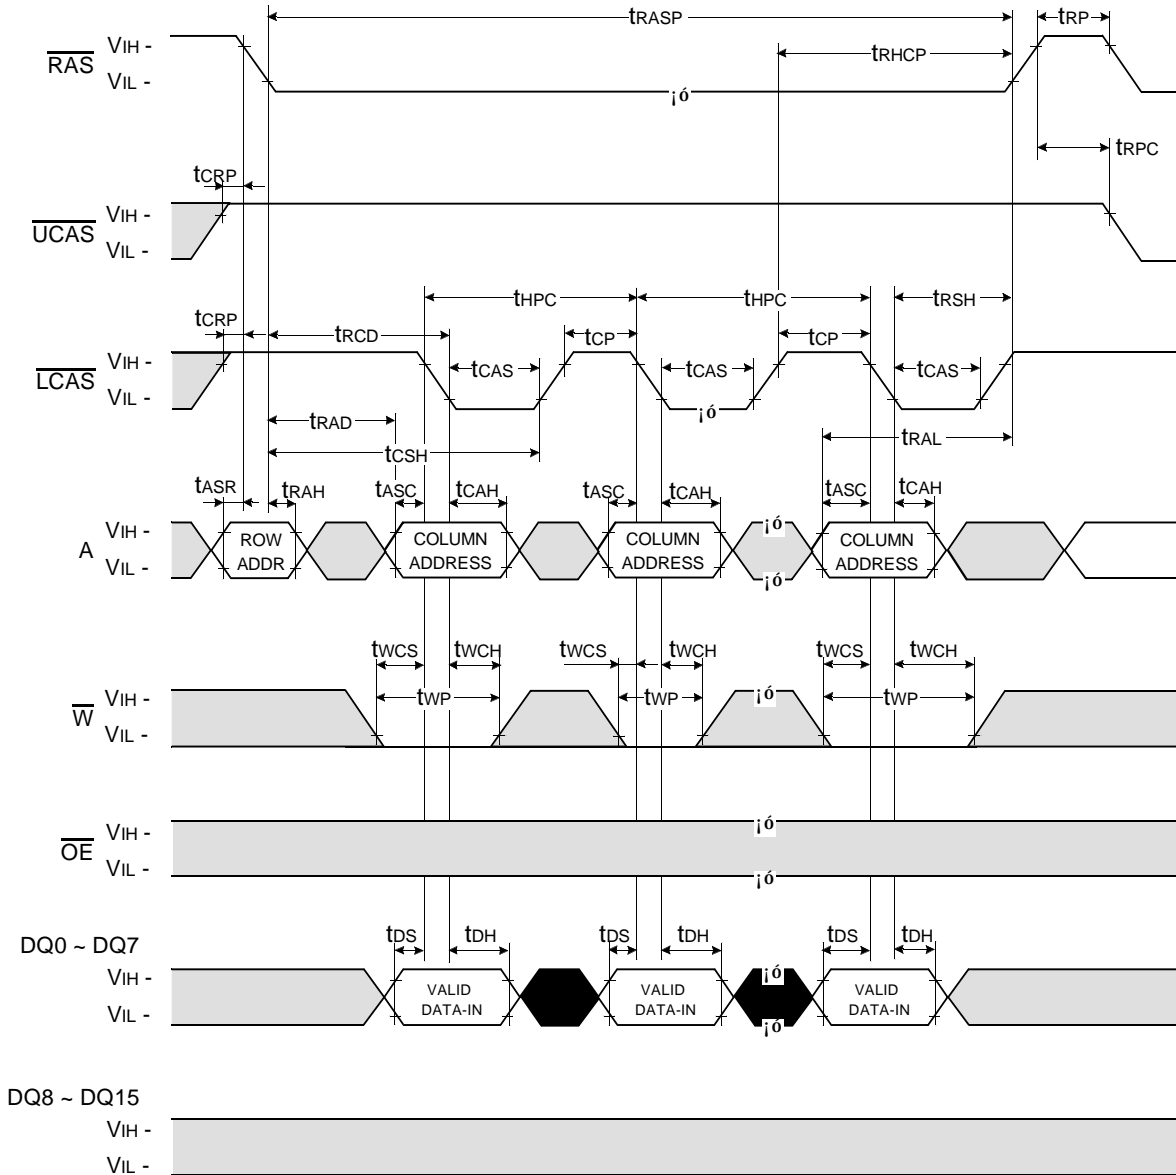 tRASP tRP
RAS VIH -
VIL -
tRHCP
¡ó
tRPC
tCRP
UCAS VIH -
VIL -
tHPC tHPC tRSH
tCRP tRCD tCP tCP
LCAS VIH -
VIL -
tCAS tCAS tCAS
¡ó
tRAD tRAL
tCSH
tASR tRAH tASC tCAH tASC tCAH tASC tCAH
A VIH -
VIL -
ROW
ADDR
COLUMN
ADDRESS
COLUMN
ADDRESS
¡ó
¡ó
COLUMN
ADDRESS
tWCS tWCH tWCS tWCH tWCS tWCH
tWP tWP tWP
W VIH -
VIL -
¡ó
OE VIH -
VIL -
¡ó
¡ó
tDS tDH tDS tDH tDS tDH
DQ0 ~ DQ7
VIH -
VIL -
VALID
DATA-IN
VALID
DATA-IN
¡ó
¡ó
VALID
DATA-IN
DQ8 ~ DQ15
VIH -
VIL -